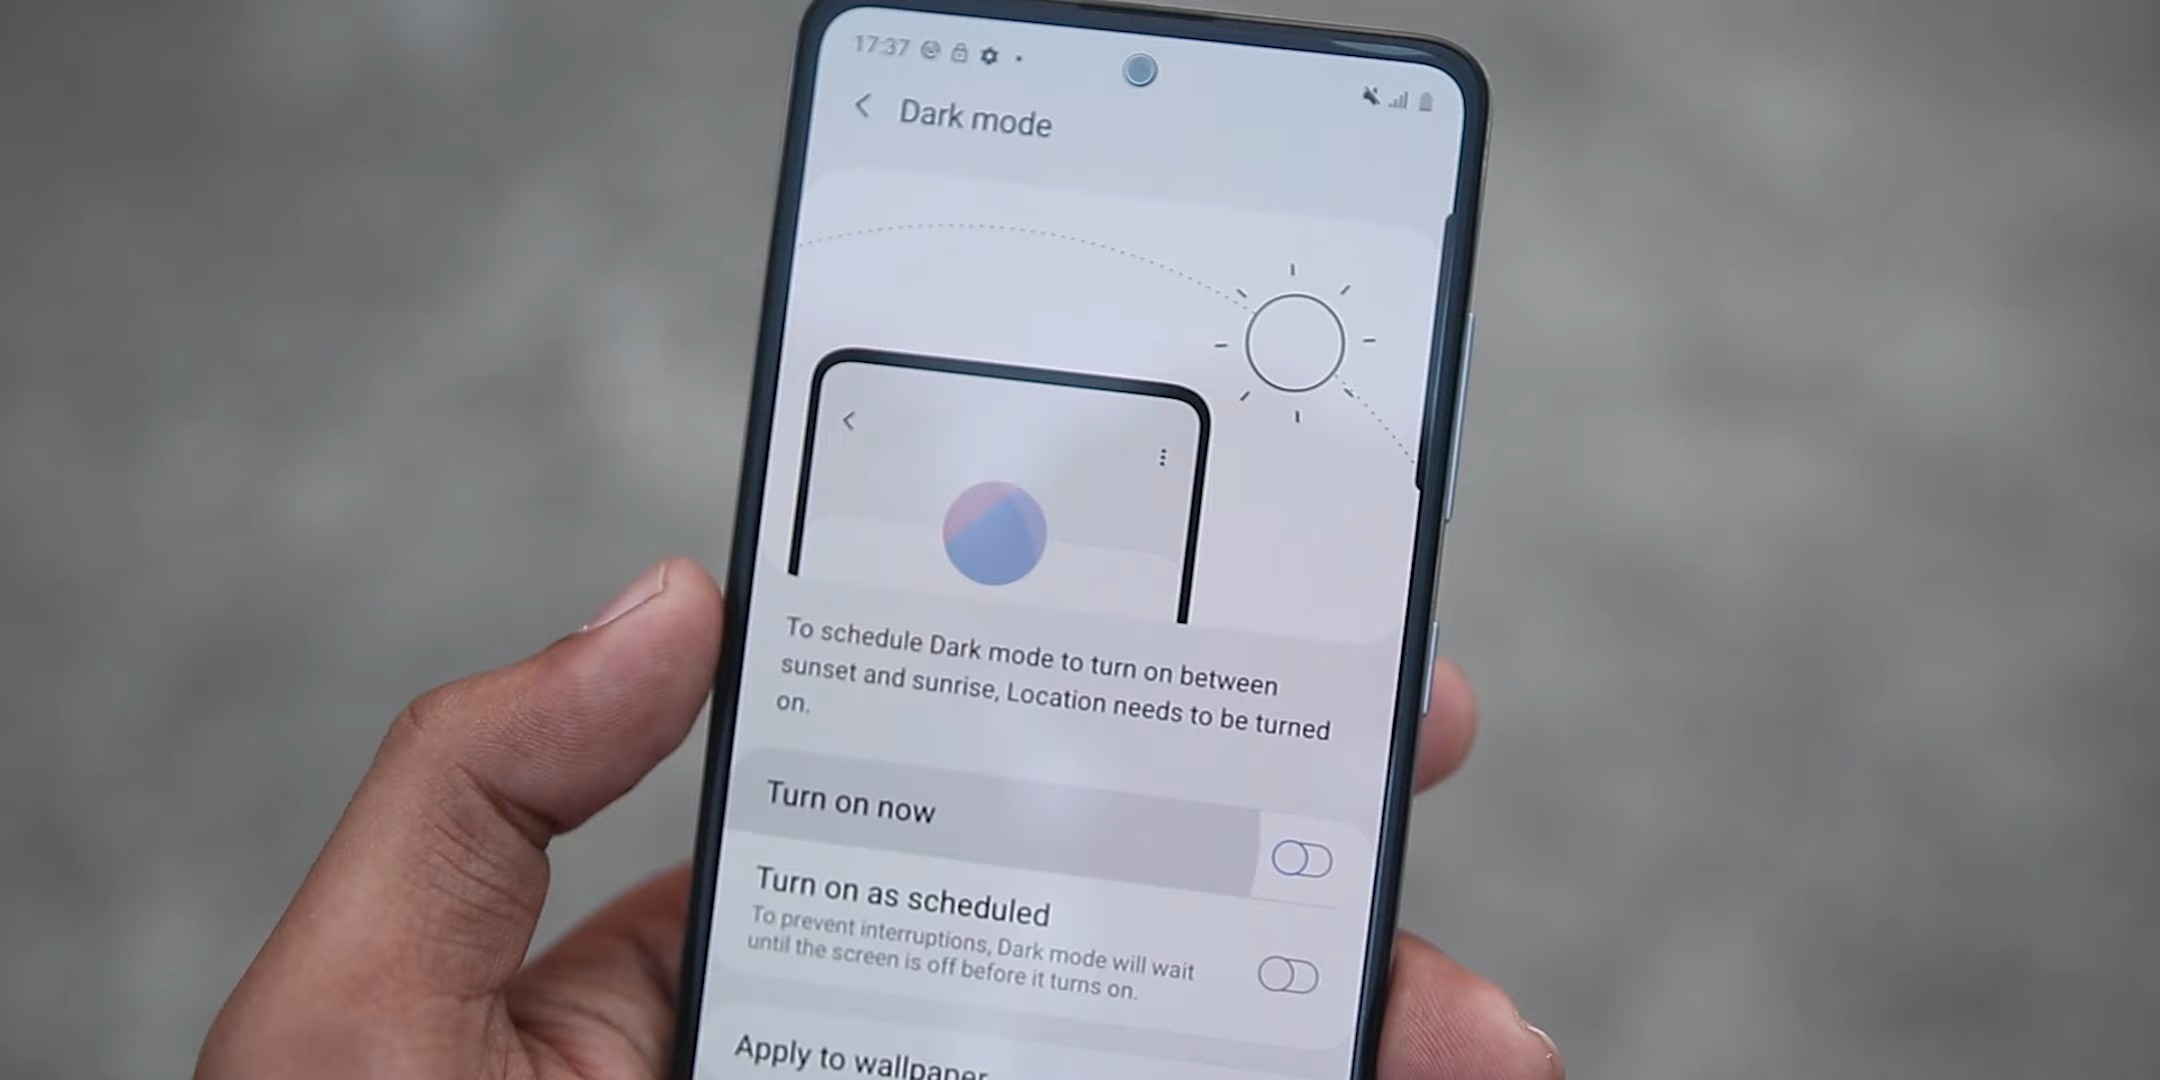 17:37
Dark mode
To schedule Dark mode to turn on between
sunset and sunrise, Location needs to be turned
on.
Turn on now
Turn on as scheduled
To prevent interruptions, Dark mode will wait
until the screen is off before it turns on.
Apply to wallpaper